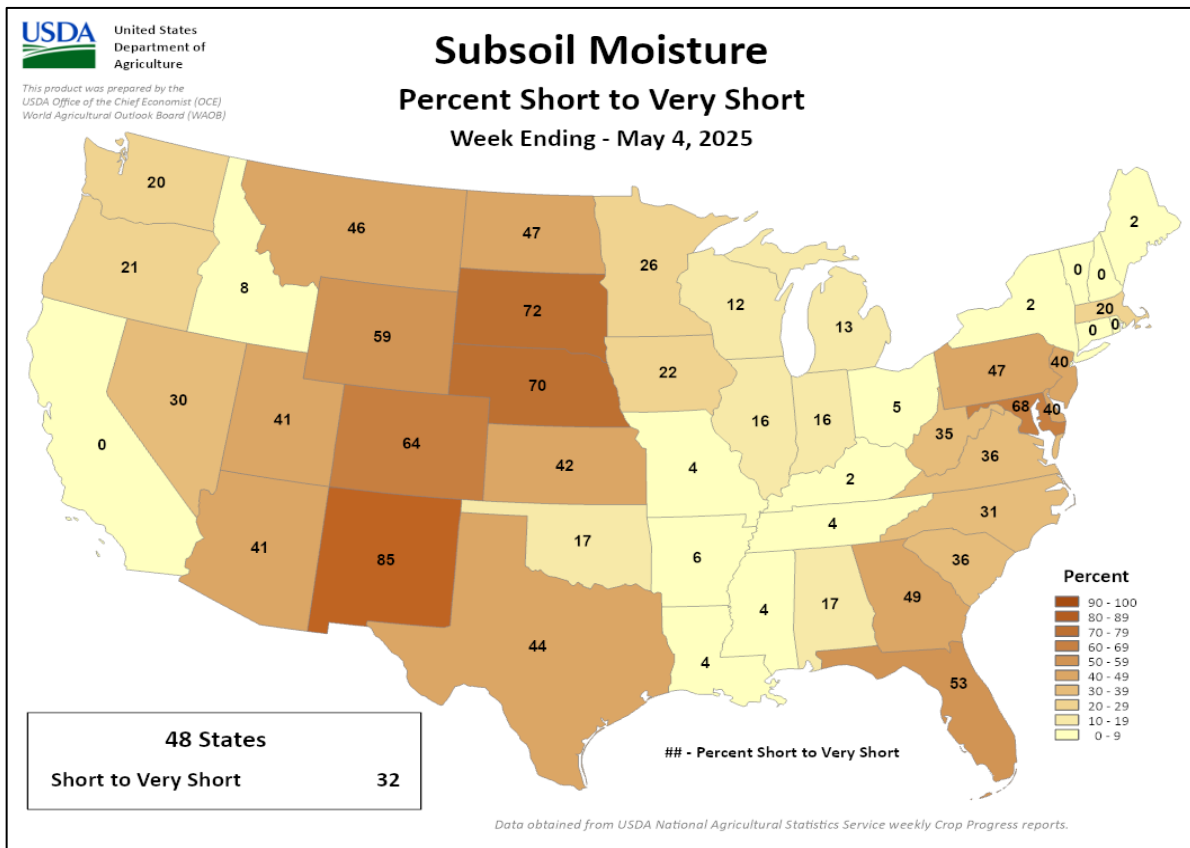 USDA
United States
Department of
Agriculture
This product was prepared by the
USDA Office of the Chief Economist (OCE)
World Agricultural Outlook Board (WAOB)
Subsoil Moisture
Percent Short to Very Short
Week Ending - May 4, 2025
20
46
47
2
21
8
26
0
0
12
72
2
20
59
13
0
0
30
70
22
47
40
41
64
16
16
5
68
40
0
42
4
35
36
2
41
85
17
6
4
31
36
4
17
49
44
4
53
Percent
90 - 100
80 - 89
70 - 79
60 - 69
50 - 59
40 - 49
30 - 39
20 - 29
10 - 19
0 - 9
48 States
Short to Very Short 32
## - Percent Short to Very Short
Data obtained from USDA National Agricultural Statistics Service weekly Crop Progress reports.